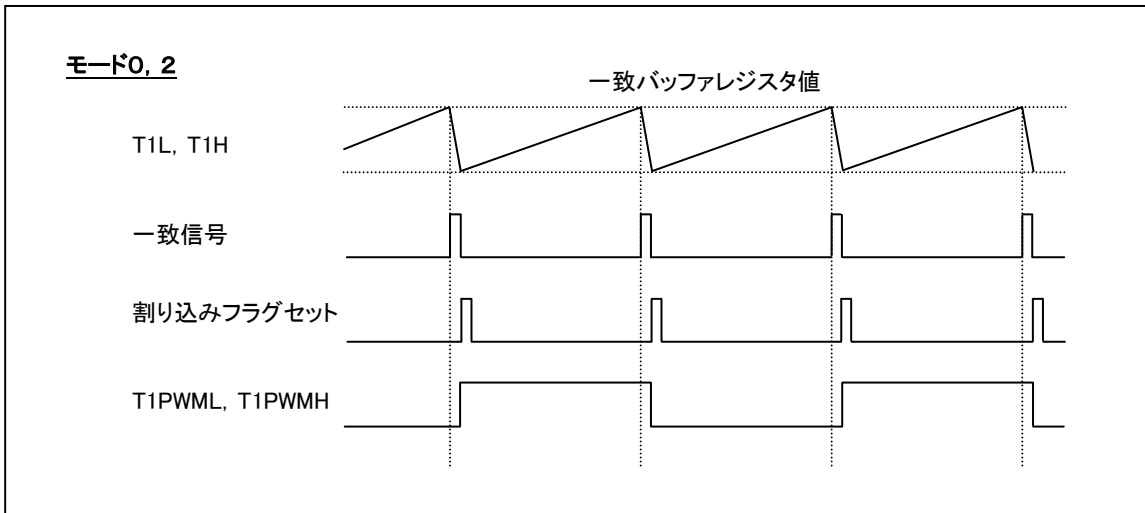 モード0, 2
一致バッファレジスタ値
T1L, T1H
一致信号
割り込みフラグセット
T1PWML, T1PWMH